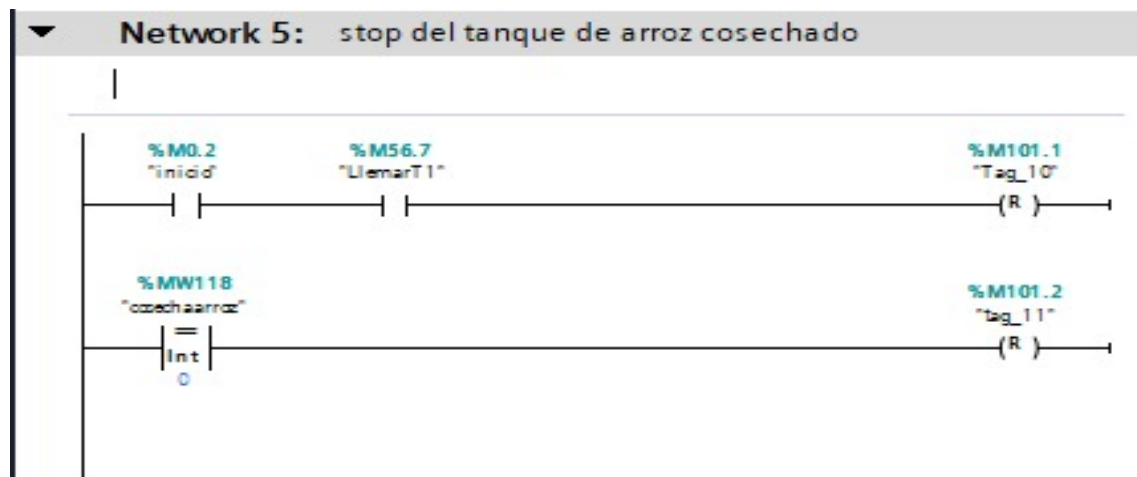 Network 5: stop del tanque de arroz cosechado
%M0.2 %M56.7 %M101.1
"inicio" "LlemarT1" "Tag_10"
R
%MW118 %M101.2
"cosechaarroz" "tag_11"
==
Int R
0